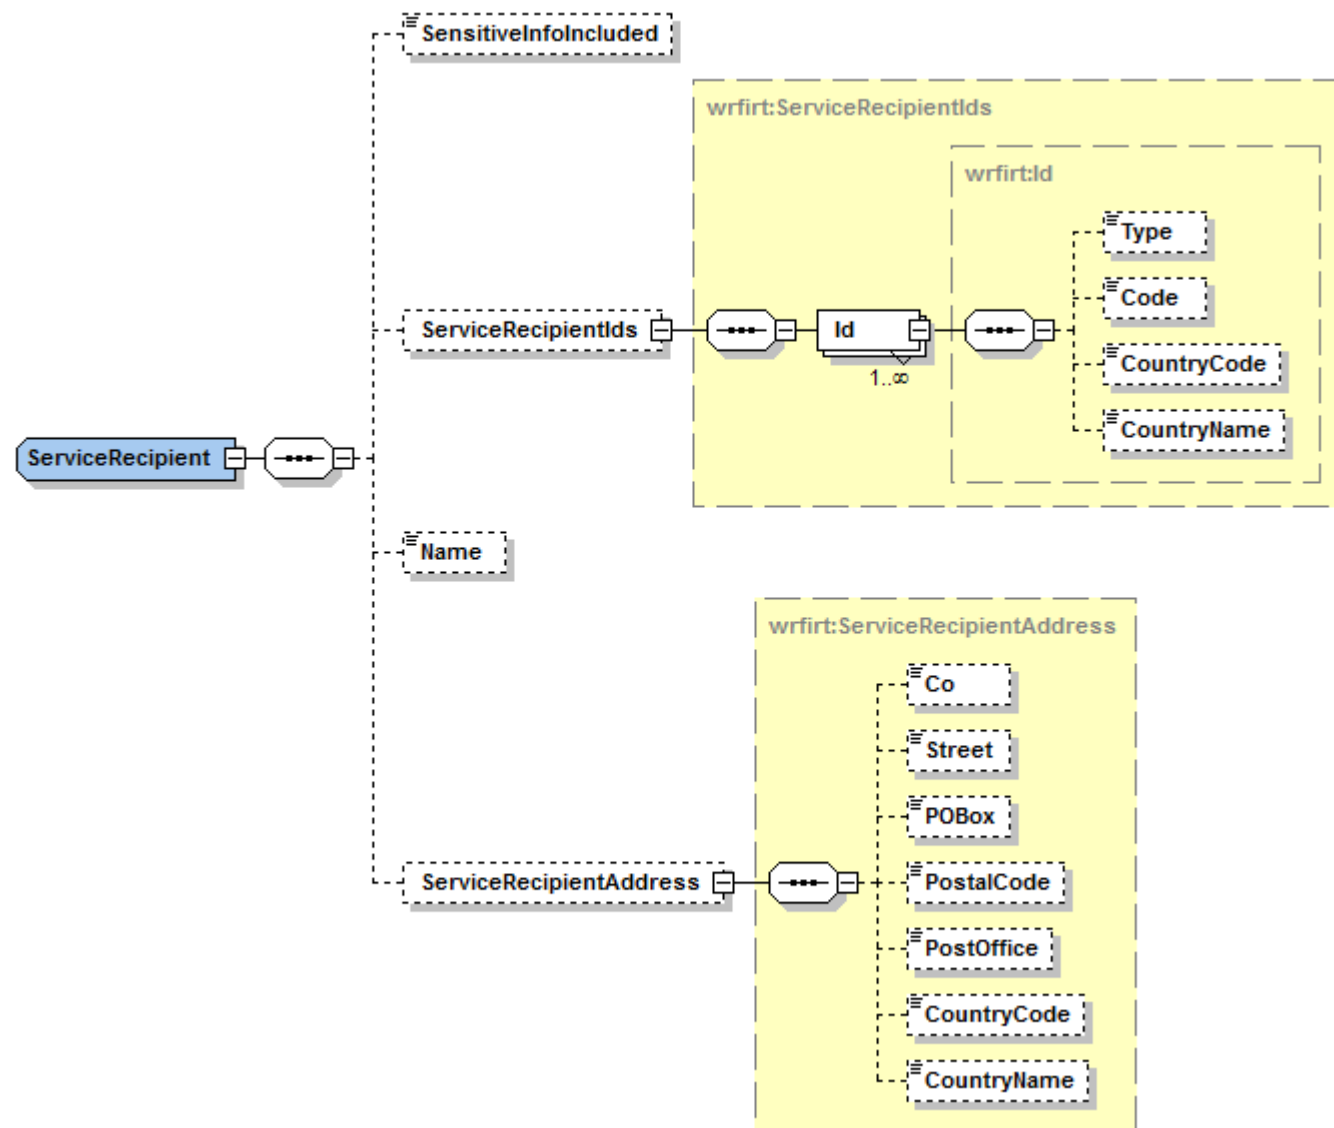 SensitiveInfoIncluded
wrfirt:ServiceRecipientIds
wrfirt:Id
Type
Code
ServiceRecipientIds
Id
CountryCode
1..∞
CountryName
ServiceRecipient
Name
wrfirt:ServiceRecipientAddress
Co
Street
POBox
ServiceRecipientAddress
PostalCode
PostOffice
CountryCode
CountryName